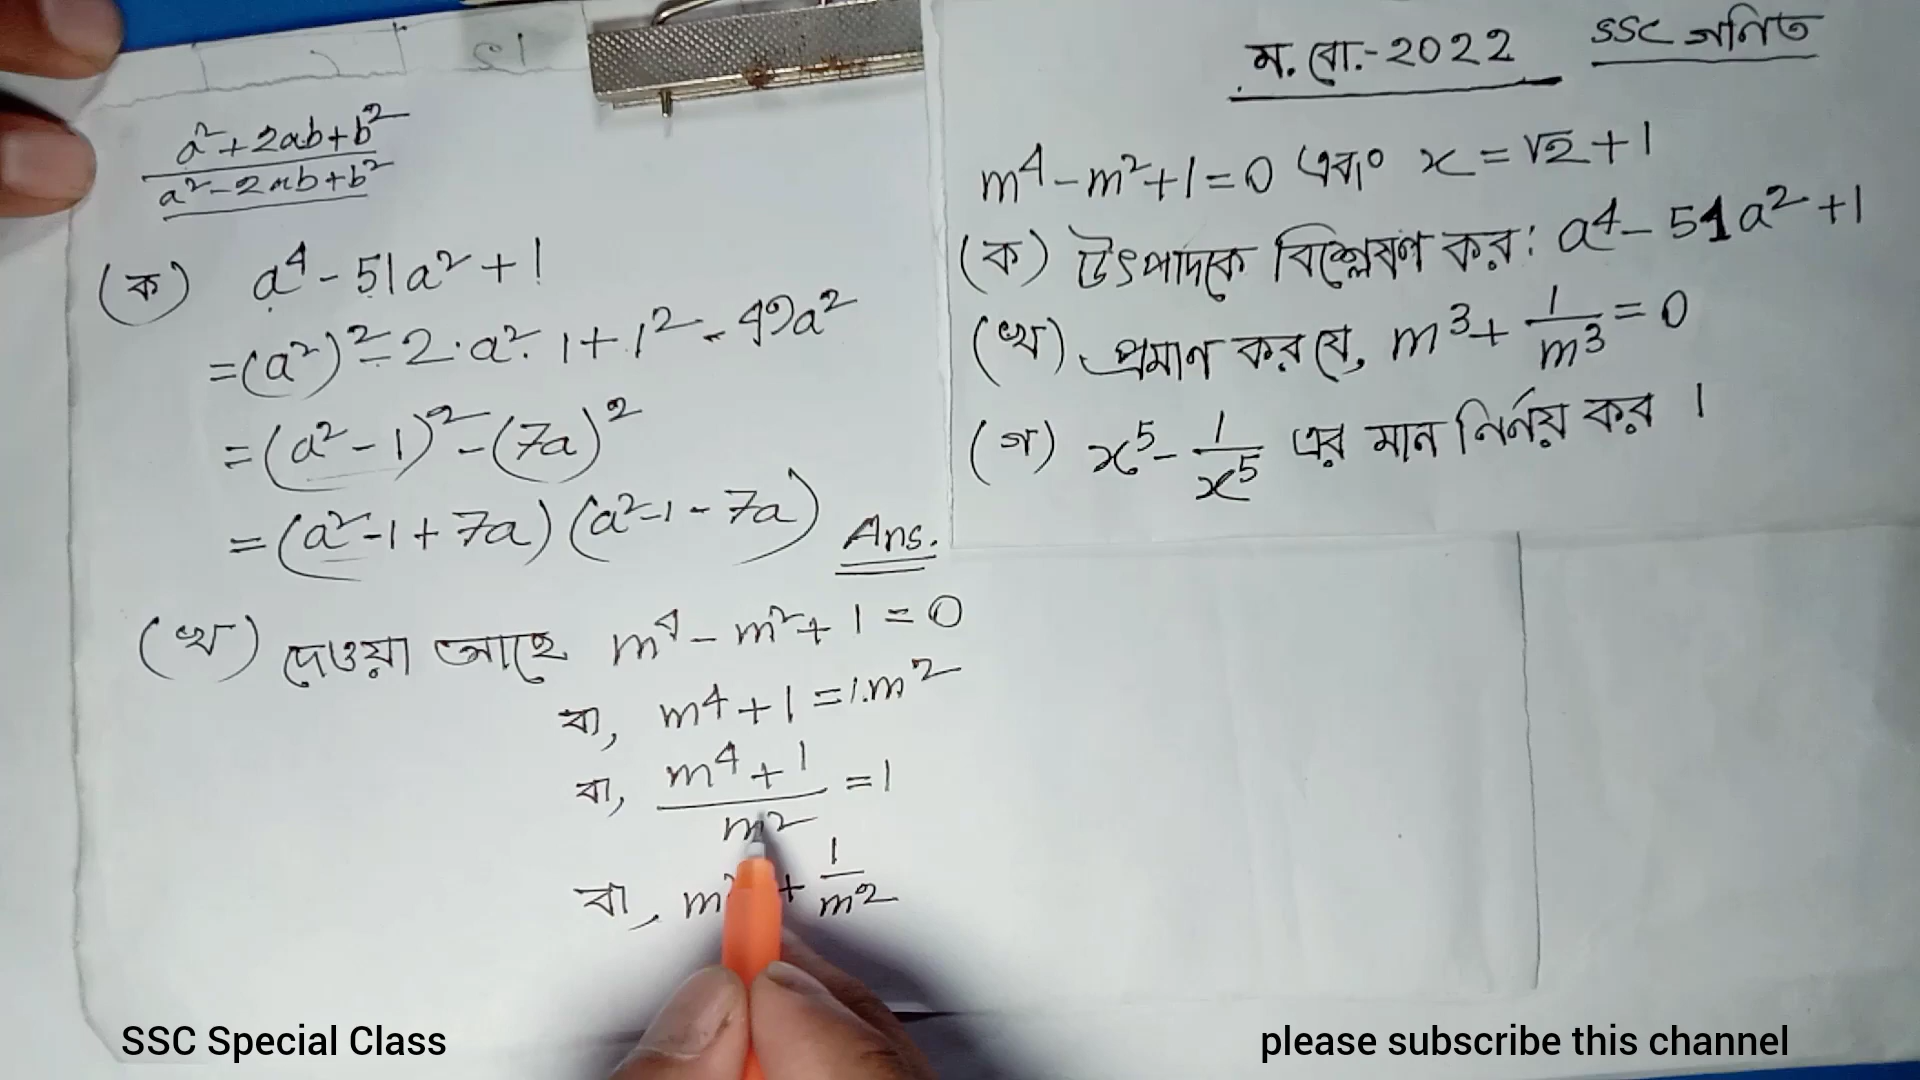 ম. বো.-2022 SSC গনিত
m⁴-m²+1=0 এবং x=√2+1
(ক) উৎপাদকে বিশ্লেষণ কর: a⁴-51a²+1
(খ) প্রমাণ কর যে, m³+1/m³=0
(গ) x⁵-1/x⁵ এর মান নির্নয় কর ।
a²+2ab+b²
a²-2ab+b²
(ক) a⁴-51a²+1
=(a²)²-2.a².1+1²-49a²
=(a²-1)²-(7a)²
=(a²-1+7a)(a²-1-7a) Ans.
(খ) দেওয়া আছে m⁴-m²+1=0
বা, m⁴+1=1.m²
বা, (m⁴+1)/m²=1
বা, m +1/m²
SSC Special Class
please subscribe this channel